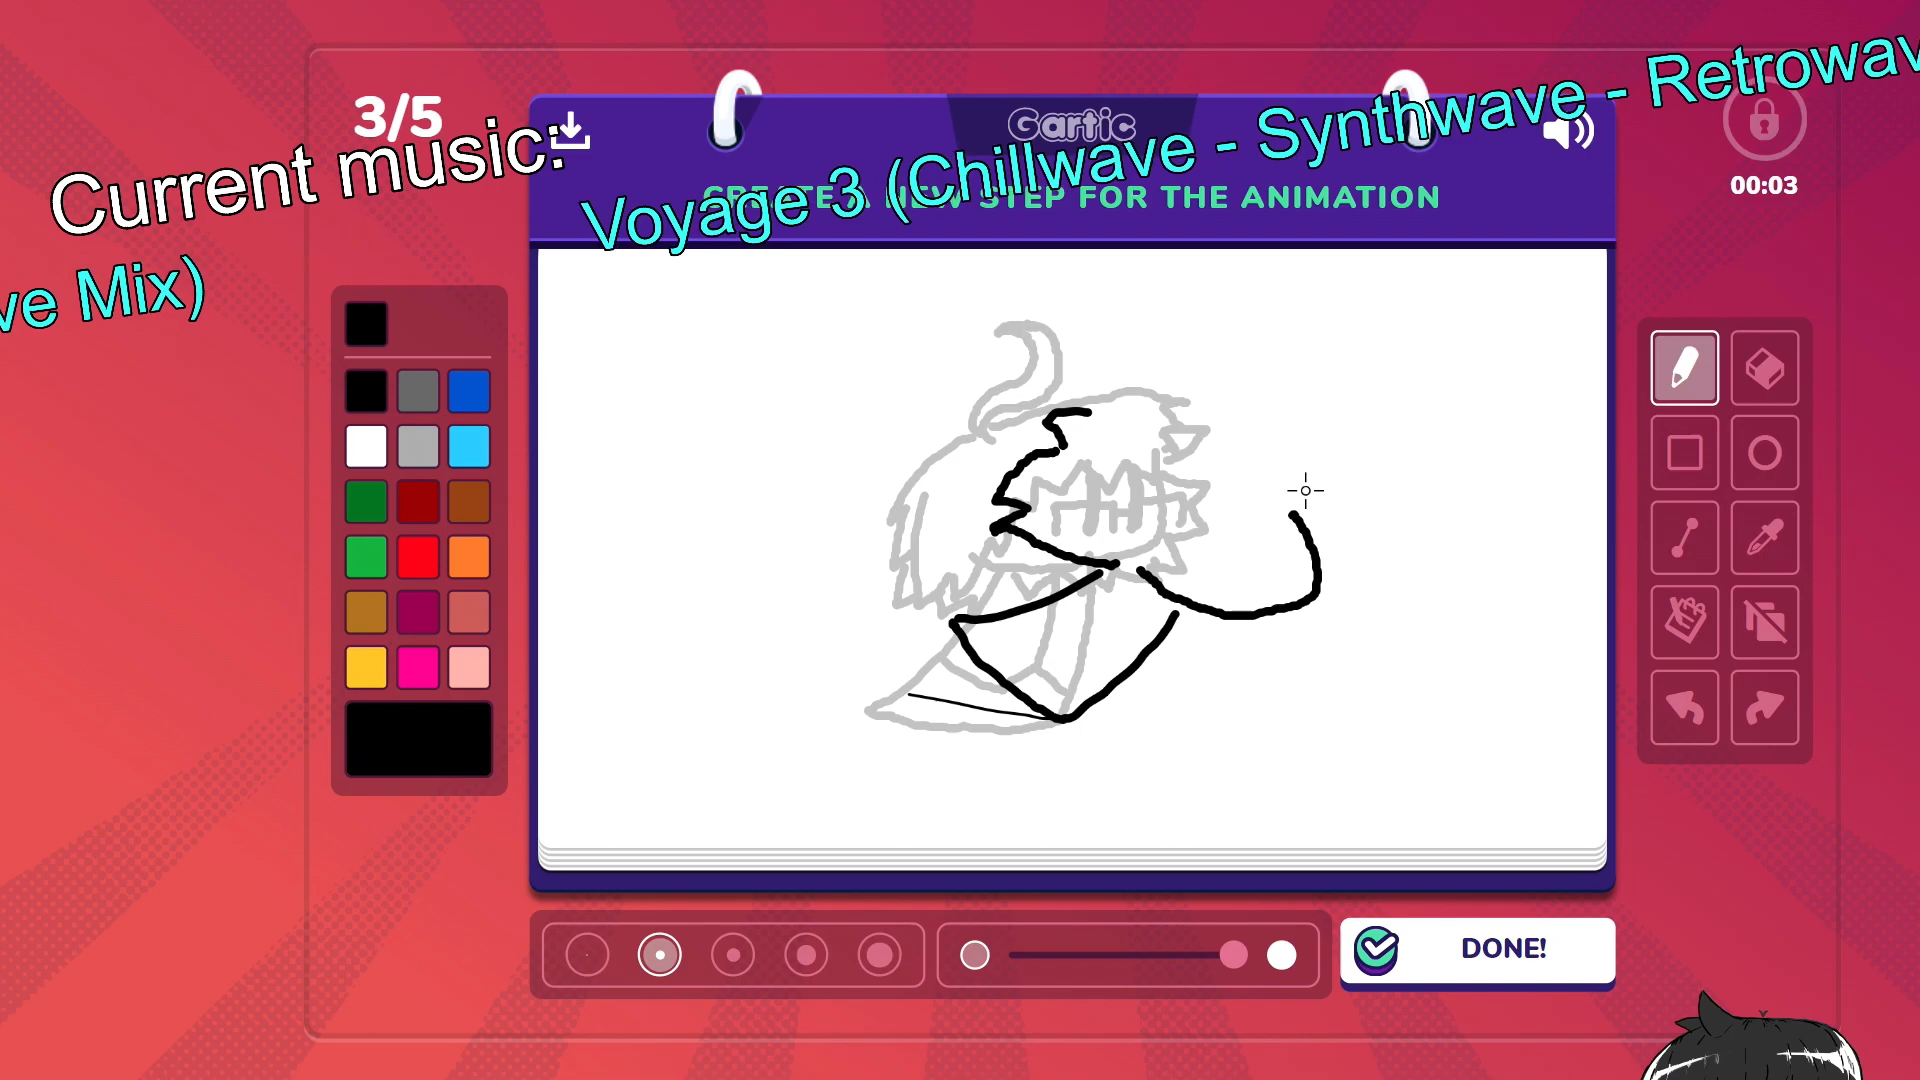 3/5
Gartic
00:03
Current music: Voyage 3 (Chillwave - Synthwave - Retrowav
ve Mix)
CREATE A NEW STEP FOR THE ANIMATION
DONE!